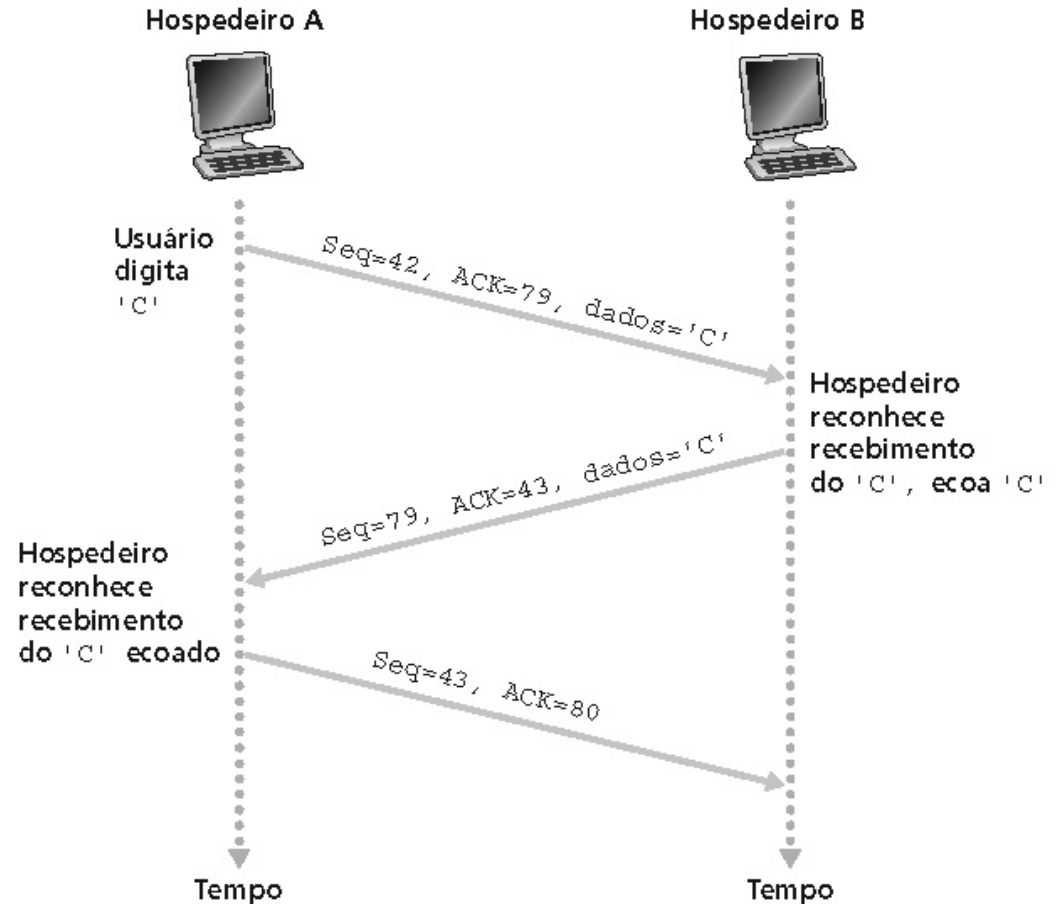 Hospedeiro A
Hospedeiro B
Usuário
digita
'C'
Seq=42, ACK=79, dados='C'
Hospedeiro
reconhece
recebimento
do 'C', ecoa 'C'
Seq=79, ACK=43, dados='C'
Hospedeiro
reconhece
recebimento
do 'C' ecoado
Seq=43, ACK=80
Tempo
Tempo